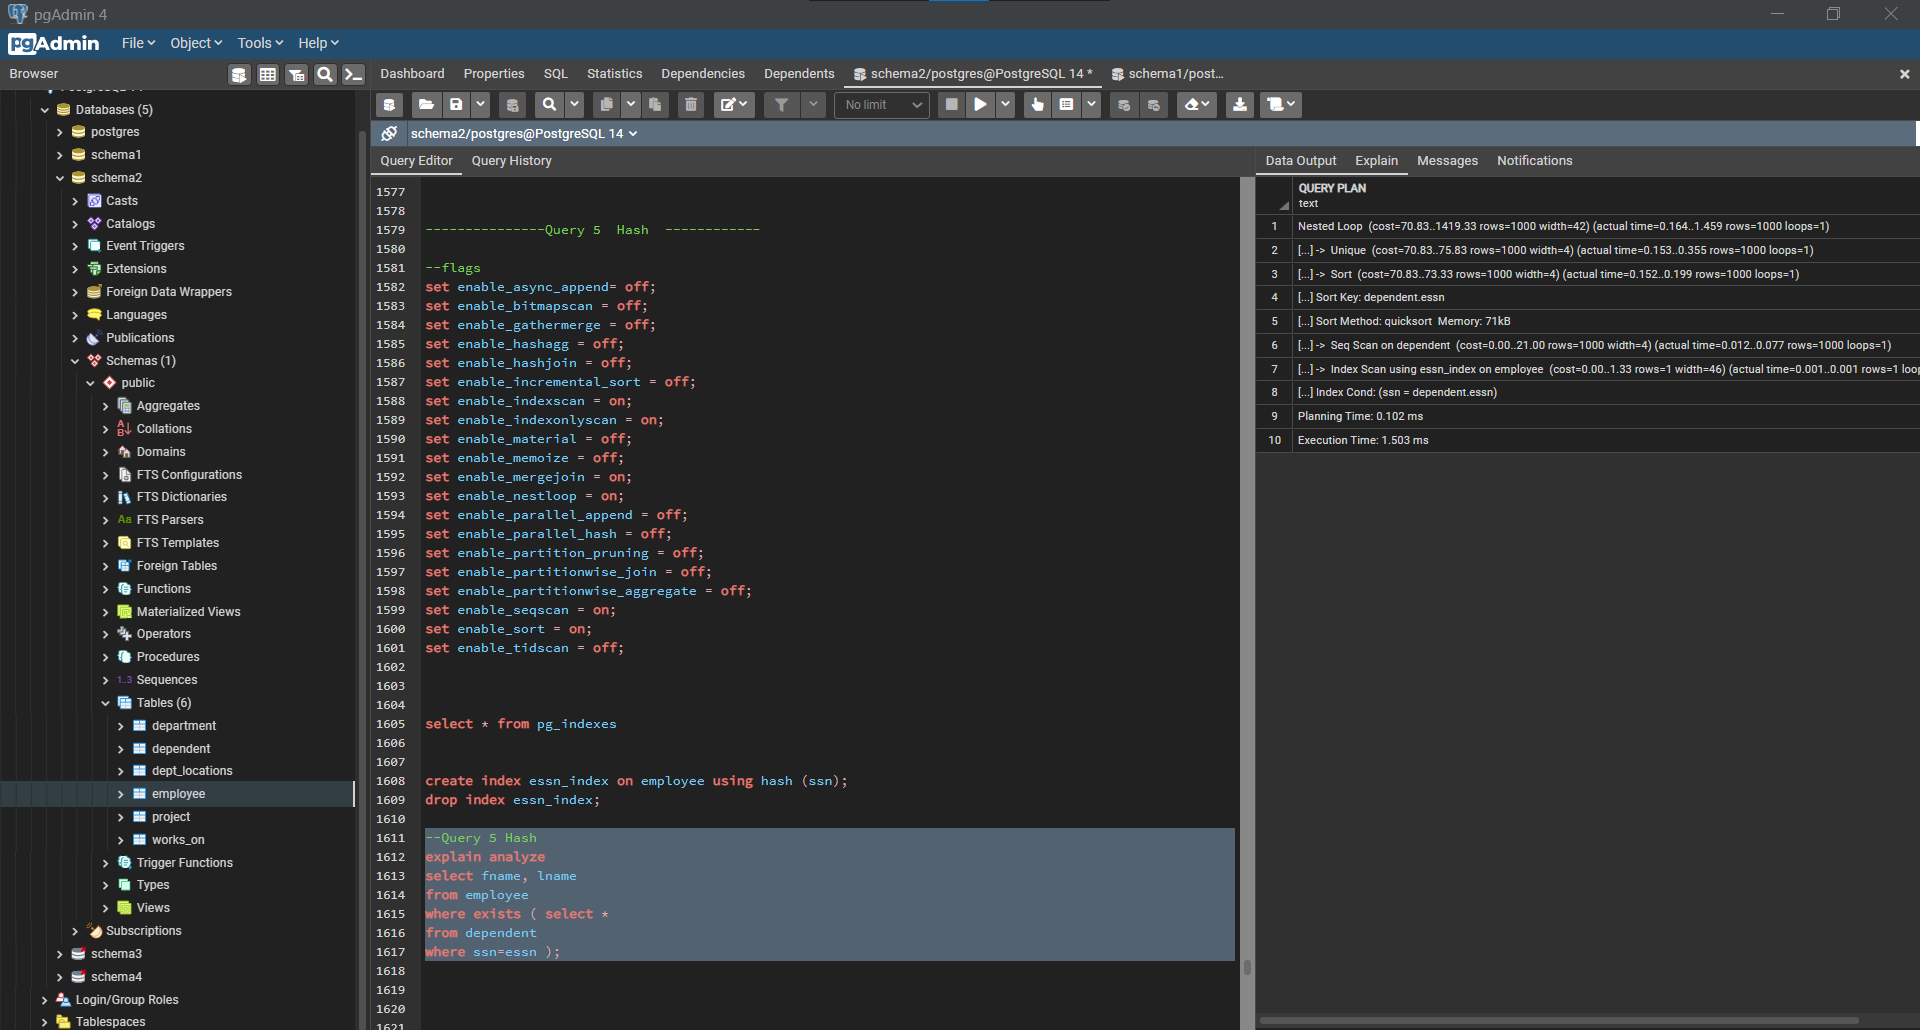 pgAdmin 4
pgAdmin File Object Tools Help
Browser
Dashboard Properties SQL Statistics Dependencies Dependents schema2/postgres@PostgreSQL 14 * schema1/post...
No limit
schema2/postgres@PostgreSQL 14
Query Editor Query History
Databases (5)
postgres
schema1
schema2
Casts
Catalogs
Event Triggers
Extensions
Foreign Data Wrappers
Languages
Publications
Schemas (1)
public
Aggregates
Collations
Domains
FTS Configurations
FTS Dictionaries
Aa FTS Parsers
FTS Templates
Foreign Tables
Functions
Materialized Views
Operators
Procedures
1..3 Sequences
Tables (6)
department
dependent
dept_locations
employee
project
works_on
Trigger Functions
Types
Views
Subscriptions
schema3
schema4
Login/Group Roles
Tablespaces
1577
1578
1579 ---------------Query 5  Hash  ------------
1580
1581 --flags
1582 set enable_async_append= off;
1583 set enable_bitmapscan = off;
1584 set enable_gathermerge = off;
1585 set enable_hashagg = off;
1586 set enable_hashjoin = off;
1587 set enable_incremental_sort = off;
1588 set enable_indexscan = on;
1589 set enable_indexonlyscan = on;
1590 set enable_material = off;
1591 set enable_memoize = off;
1592 set enable_mergejoin = on;
1593 set enable_nestloop = on;
1594 set enable_parallel_append = off;
1595 set enable_parallel_hash = off;
1596 set enable_partition_pruning = off;
1597 set enable_partitionwise_join = off;
1598 set enable_partitionwise_aggregate = off;
1599 set enable_seqscan = on;
1600 set enable_sort = on;
1601 set enable_tidscan = off;
1602
1603
1604
1605 select * from pg_indexes
1606
1607
1608 create index essn_index on employee using hash (ssn);
1609 drop index essn_index;
1610
1611 --Query 5 Hash
1612 explain analyze
1613 select fname, lname
1614 from employee
1615 where exists ( select *
1616 from dependent
1617 where ssn=essn );
1618
1619
1620
1621
Data Output Explain Messages Notifications
QUERY PLAN
text
1 Nested Loop (cost=70.83..1419.33 rows=1000 width=42) (actual time=0.164..1.459 rows=1000 loops=1)
2 [...] -> Unique (cost=70.83..75.83 rows=1000 width=4) (actual time=0.153..0.355 rows=1000 loops=1)
3 [...] -> Sort (cost=70.83..73.33 rows=1000 width=4) (actual time=0.152..0.199 rows=1000 loops=1)
4 [...] Sort Key: dependent.essn
5 [...] Sort Method: quicksort Memory: 71kB
6 [...] -> Seq Scan on dependent (cost=0.00..21.00 rows=1000 width=4) (actual time=0.012..0.077 rows=1000 loops=1)
7 [...] -> Index Scan using essn_index on employee (cost=0.00..1.33 rows=1 width=46) (actual time=0.001..0.001 rows=1 loop
8 [...] Index Cond: (ssn = dependent.essn)
9 Planning Time: 0.102 ms
10 Execution Time: 1.503 ms